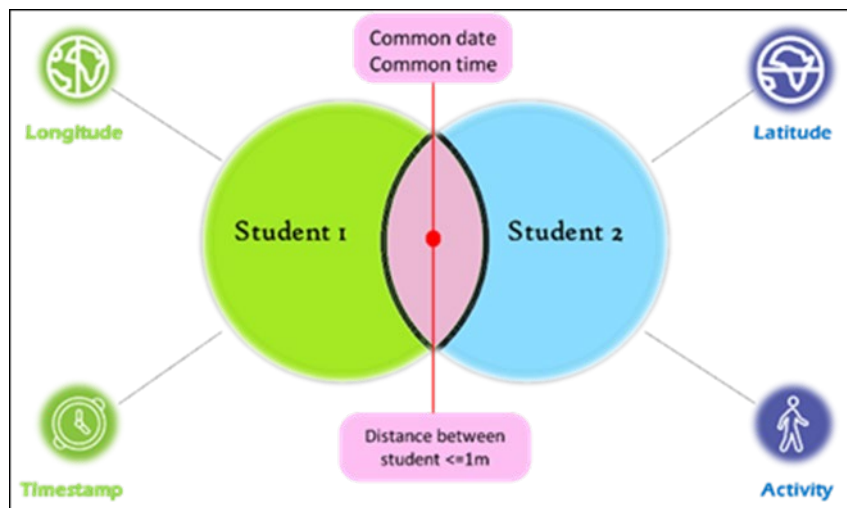 Common date
Common time
Longitude
Latitude
Student 1
Student 2
Distance between
student <=1m
Timestamp
Activity